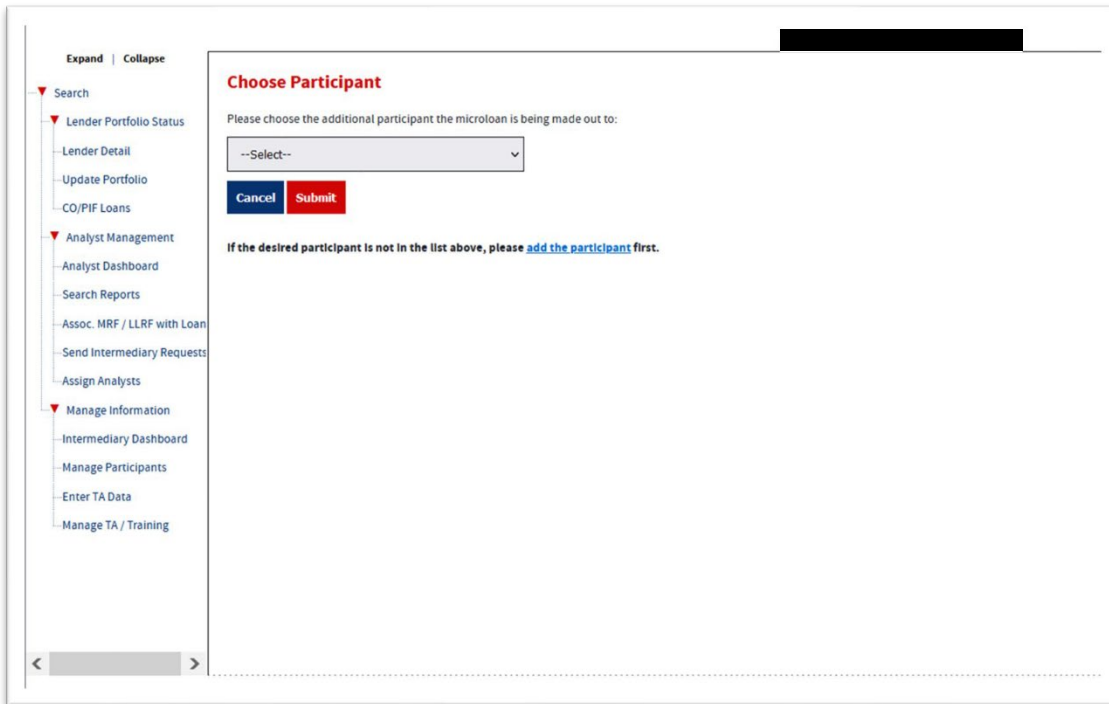 Expand | Collapse
Search
Lender Portfolio Status
Lender Detail
Update Portfolio
CO/PIF Loans
Analyst Management
Analyst Dashboard
Search Reports
Assoc. MRF / LLRF with Loan
Send Intermediary Requests
Assign Analysts
Manage Information
Intermediary Dashboard
Manage Participants
Enter TA Data
Manage TA / Training
Choose Participant
Please choose the additional participant the microloan is being made out to:
--Select--
Cancel Submit
If the desired participant is not in the list above, please add the participant first.